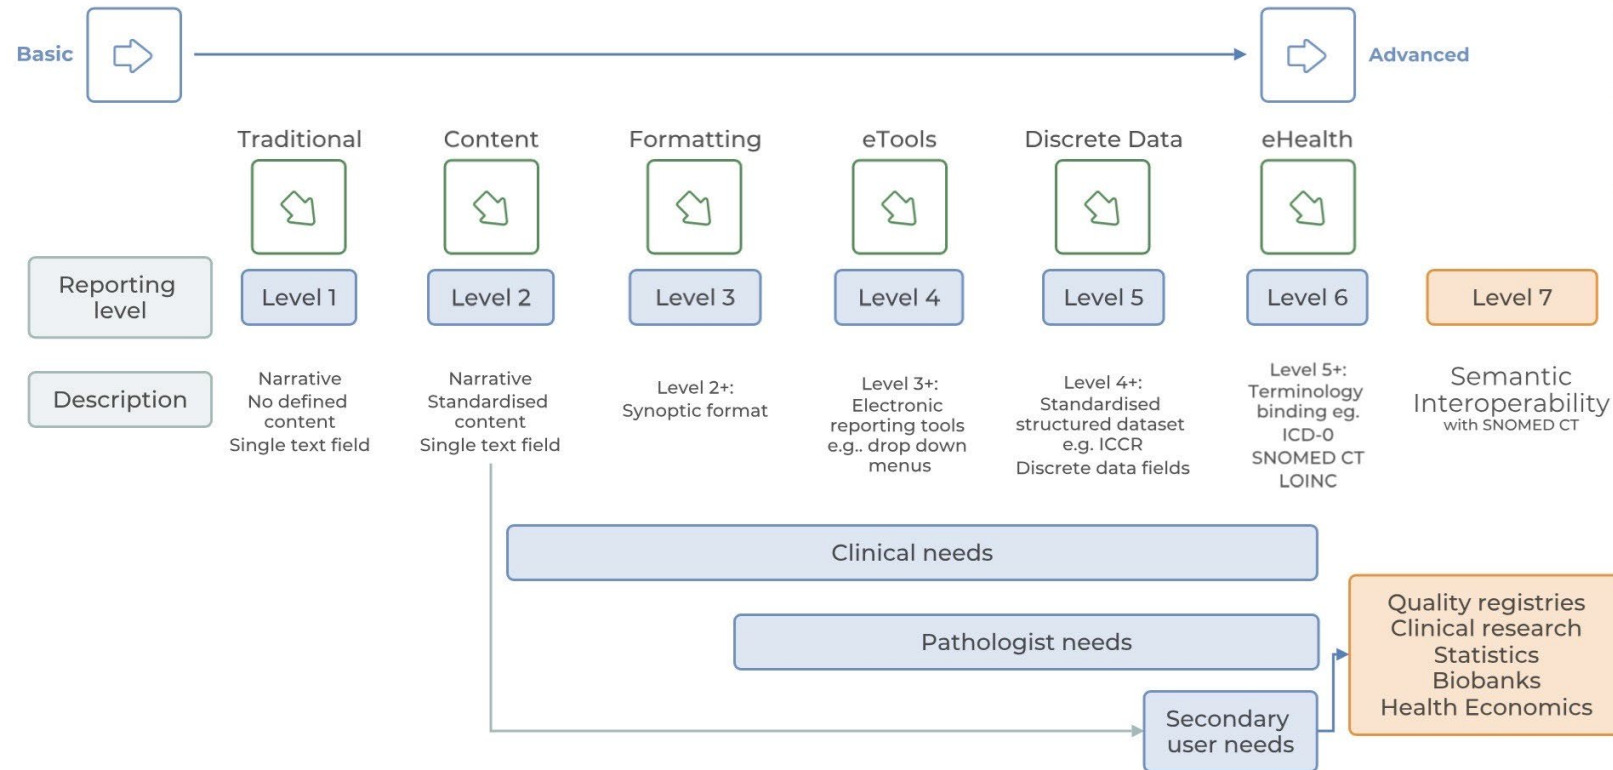 Basic
Advanced
Traditional
Content
Formatting
eTools
Discrete Data
eHealth
Reporting
level
Level 1
Level 2
Level 3
Level 4
Level 5
Level 6
Level 7
Description
Narrative
No defined
content
Single text field
Narrative
Standardised
content
Single text field
Level 2+:
Synoptic format
Level 3+:
Electronic
reporting tools
e.g.. drop down
menus
Level 4+:
Standardised
structured dataset
e.g. ICCR
Discrete data fields
Level 5+:
Terminology
binding eg.
ICD-0
SNOMED CT
LOINC
Semantic
Interoperability
with SNOMED CT
Clinical needs
Pathologist needs
Secondary
user needs
Quality registries
Clinical research
Statistics
Biobanks
Health Economics